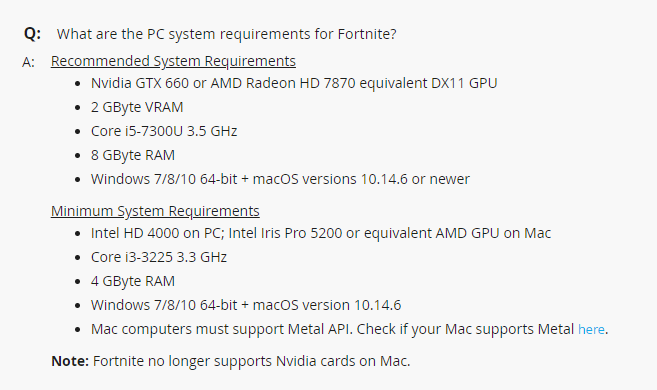 Q: What are the PC system requirements for Fortnite?
A: Recommended System Requirements
• Nvidia GTX 660 or AMD Radeon HD 7870 equivalent DX11 GPU
• 2 GByte VRAM
• Core i5-7300U 3.5 GHz
• 8 GByte RAM
• Windows 7/8/10 64-bit + macOS versions 10.14.6 or newer
Minimum System Requirements
• Intel HD 4000 on PC; Intel Iris Pro 5200 or equivalent AMD GPU on Mac
• Core i3-3225 3.3 GHz
• 4 GByte RAM
• Windows 7/8/10 64-bit + macOS version 10.14.6
• Mac computers must support Metal API. Check if your Mac supports Metal here.
Note: Fortnite no longer supports Nvidia cards on Mac.